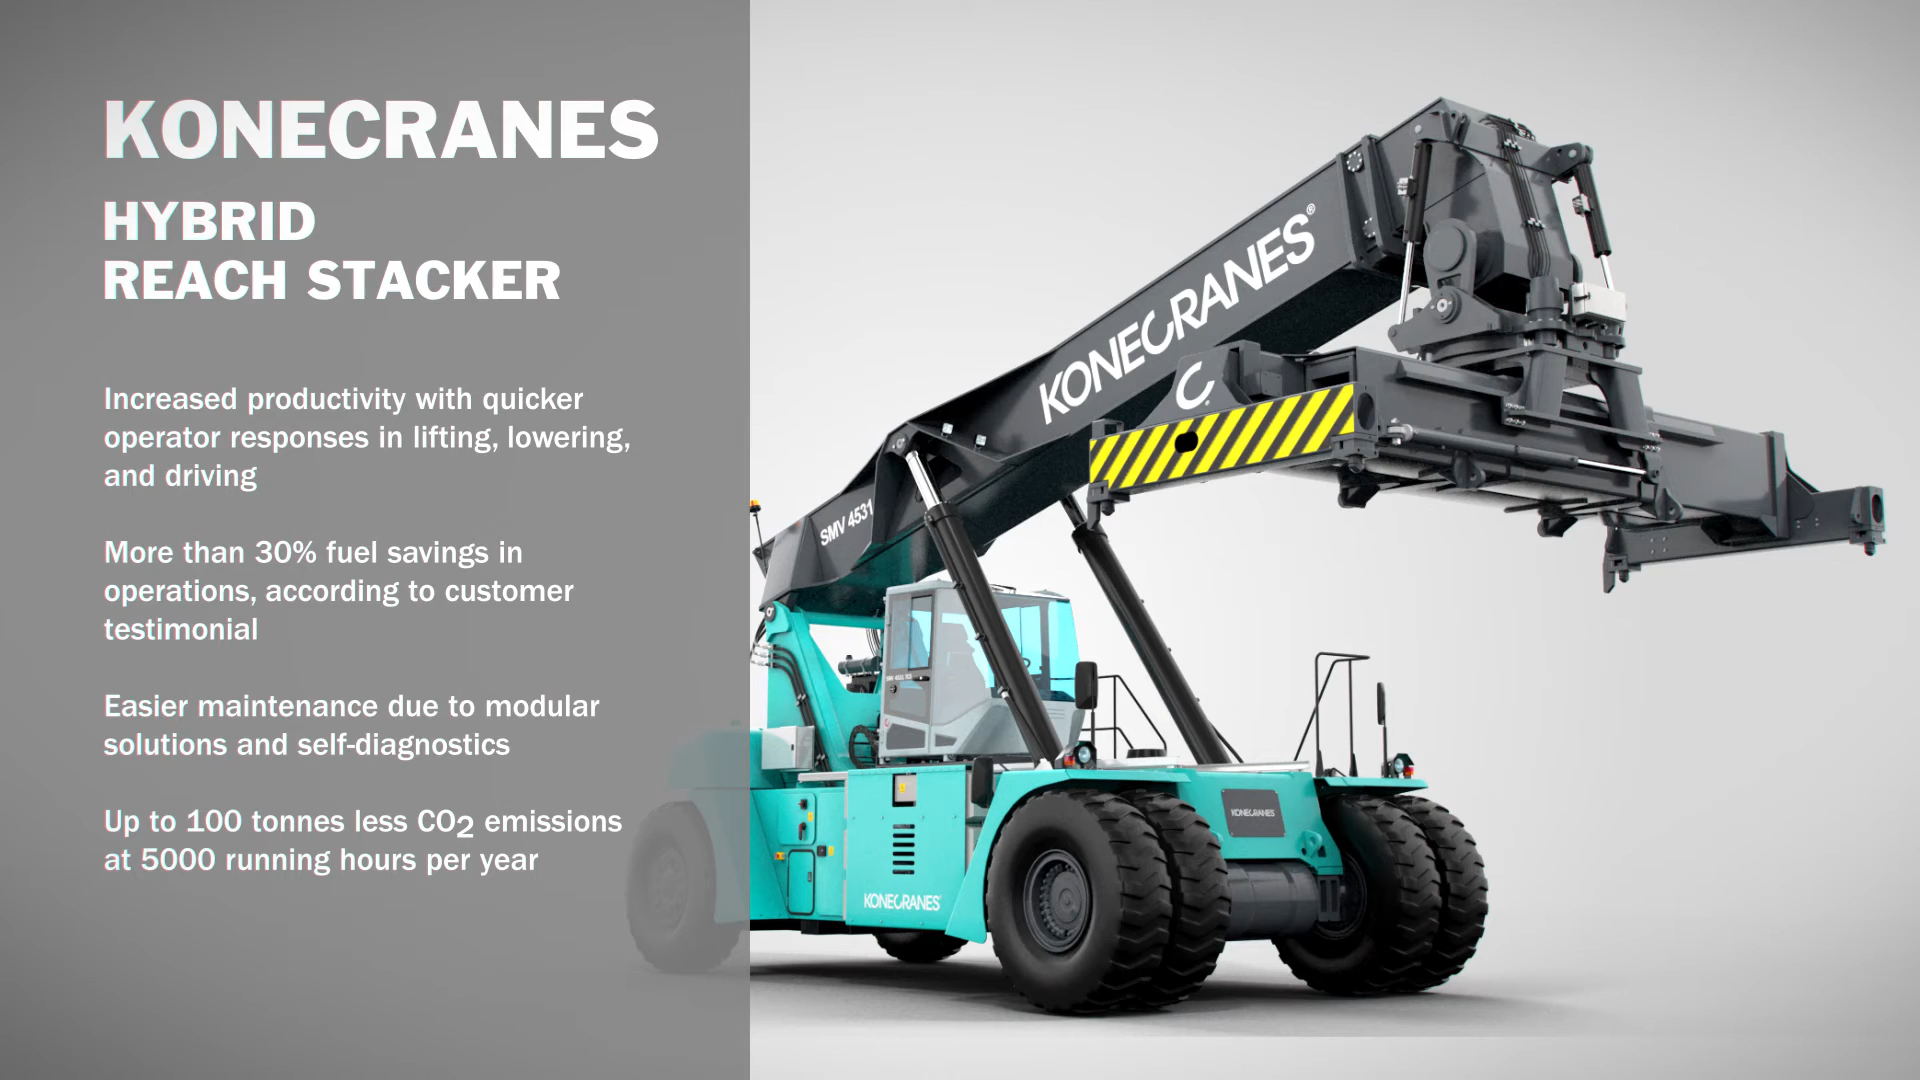 KONECRANES
HYBRID
REACH STACKER
Increased productivity with quicker
operator responses in lifting, lowering,
and driving
More than 30% fuel savings in
operations, according to customer
testimonial
Easier maintenance due to modular
solutions and self-diagnostics
Up to 100 tonnes less CO2 emissions
at 5000 running hours per year
KONECRANES®
SMV 4531
KONECRANES
KONECRANES